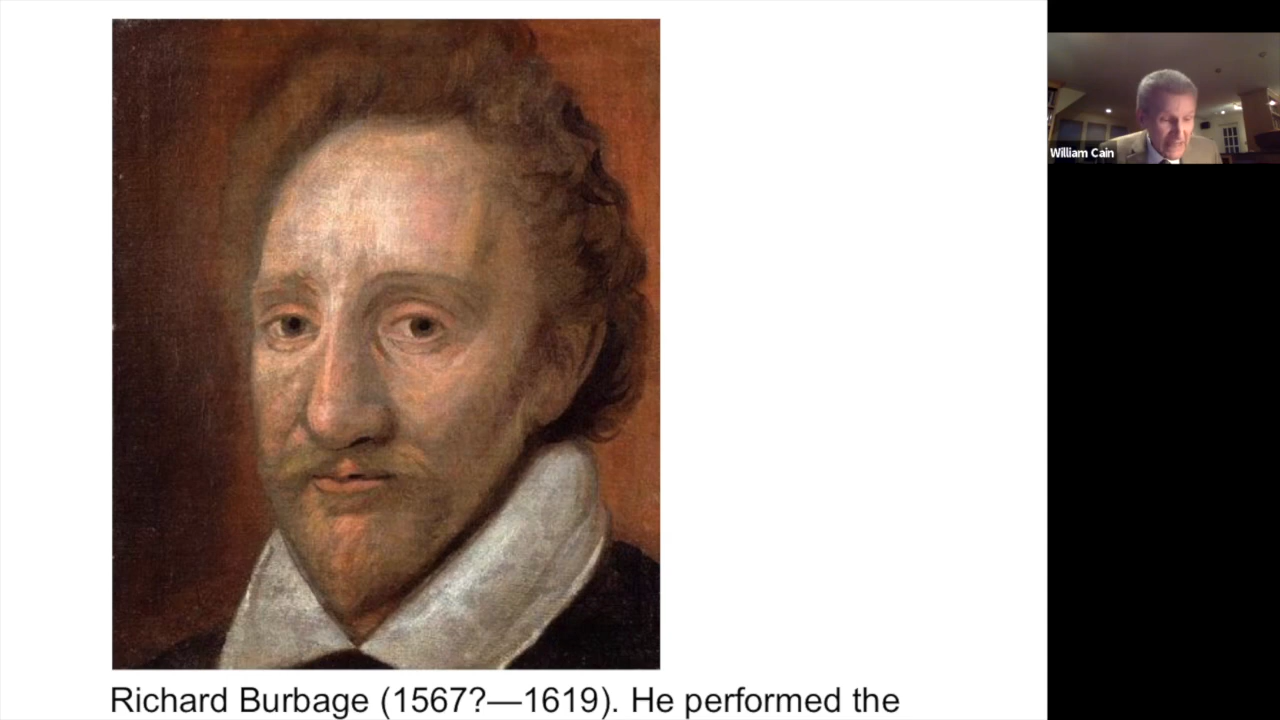 William Cain
Richard Burbage (1567?—1619). He performed the